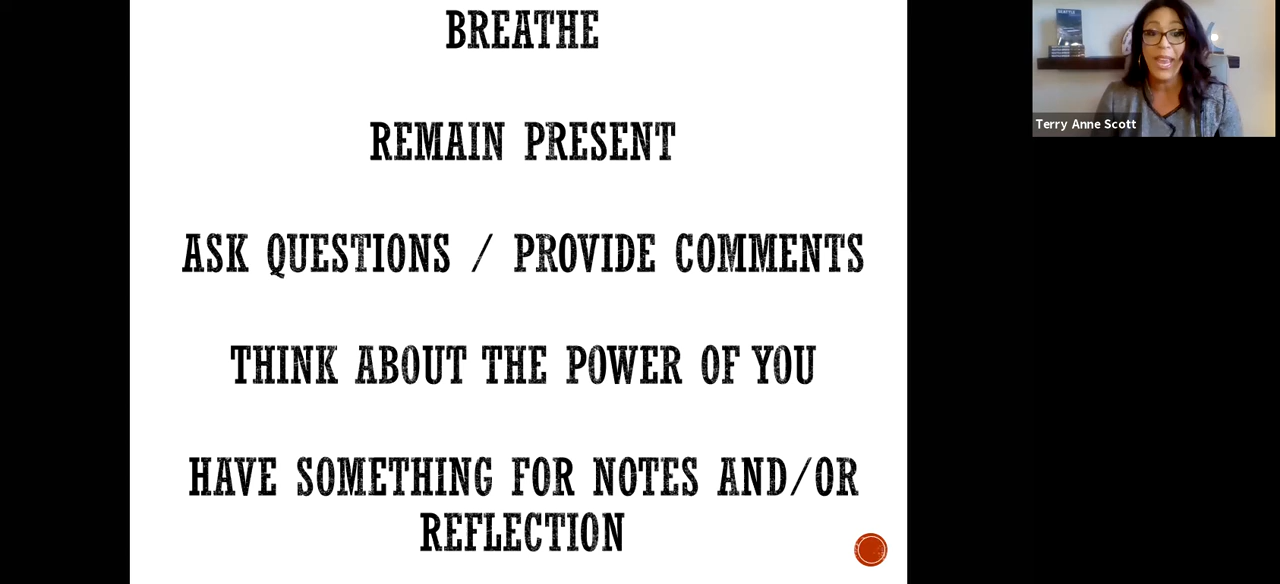 BREATHE
REMAIN PRESENT
ASK QUESTIONS / PROVIDE COMMENTS
THINK ABOUT THE POWER OF YOU
HAVE SOMETHING FOR NOTES AND/OR
REFLECTION
Terry Anne Scott